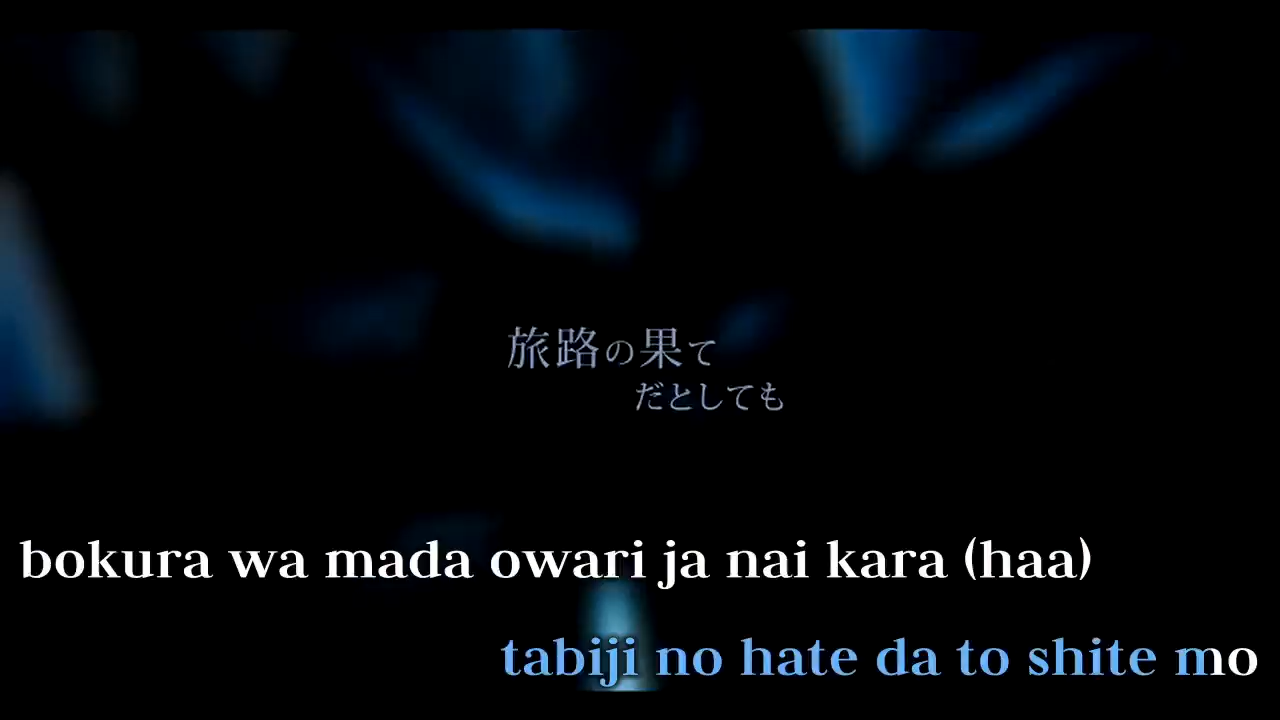 旅路の果て
だとしても
bokura wa mada owari ja nai kara (haa)
tabiji no hate da to shite mo